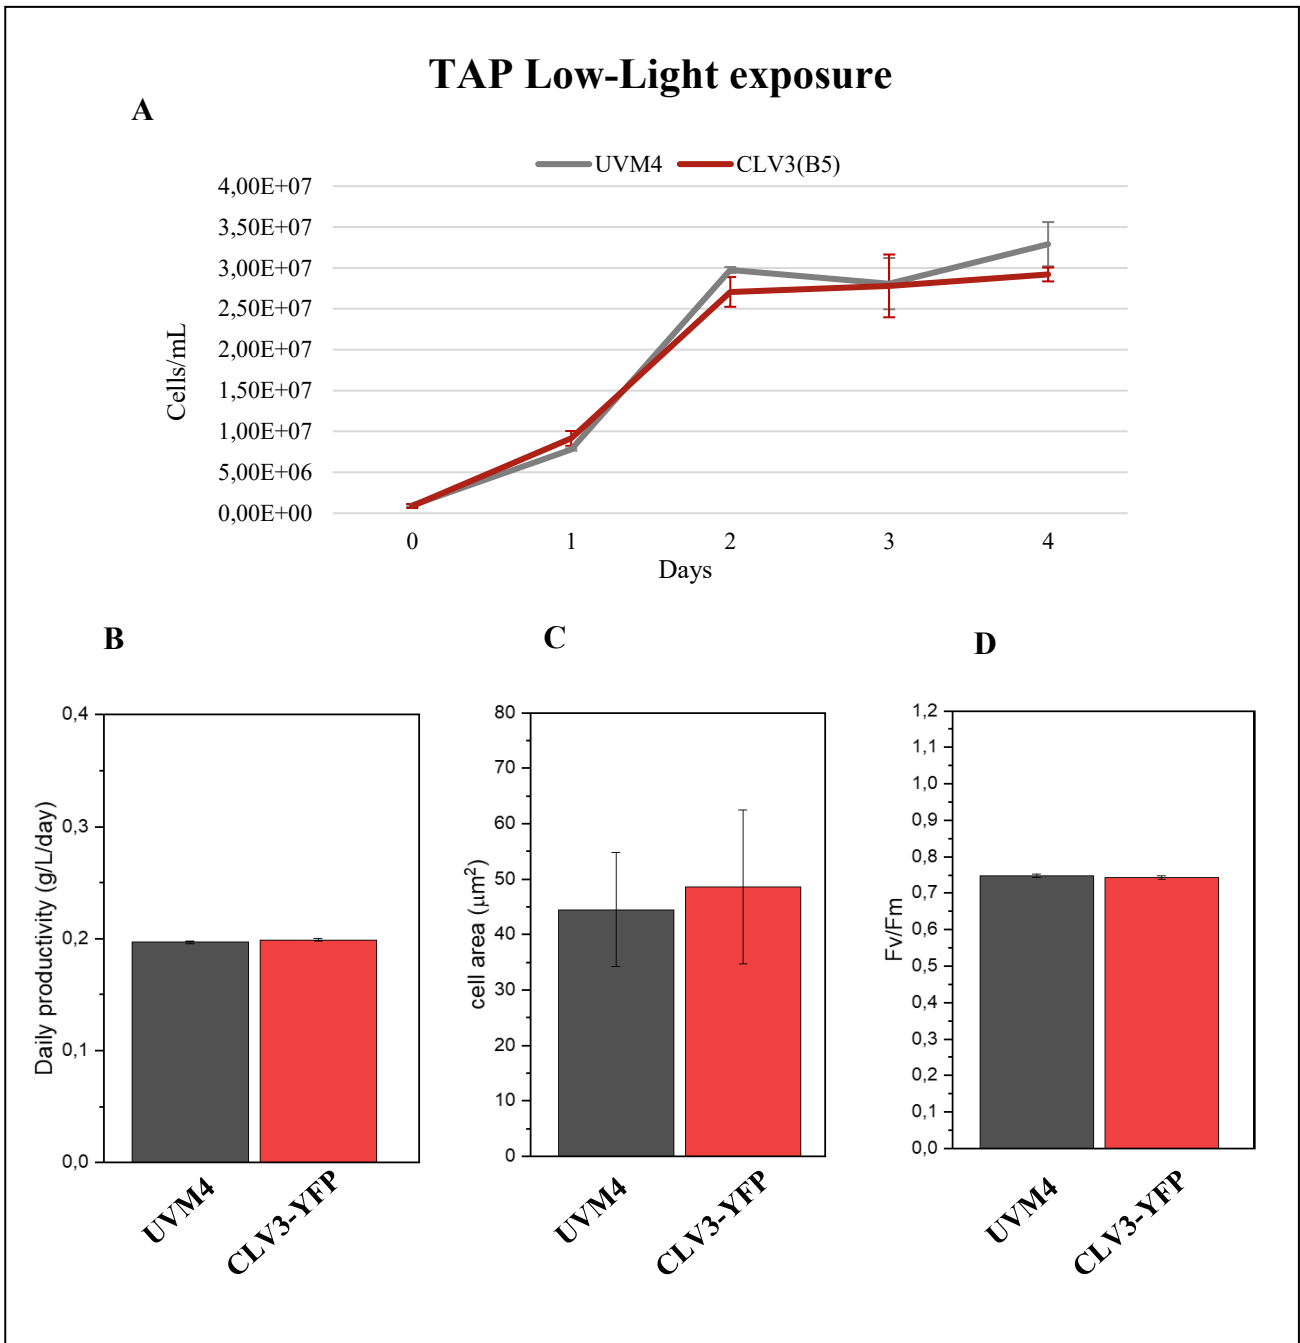 TAP Low-Light exposure
A
UVM4 CLV3(B5)
4,00E+07
3,50E+07
3,00E+07
2,50E+07
2,00E+07
1,50E+07
1,00E+07
5,00E+06
0,00E+00
Cells/mL
0 1 2 3 4
Days
B
0,4
0,3
0,2
0,1
0,0
Daily productivity (g/L/day)
UVM4
CLV3-YFP
C
80
70
60
50
40
30
20
10
0
cell area (μm²)
UVM4
CLV3-YFP
D
1,2
1,1
1,0
0,9
0,8
0,7
0,6
0,5
0,4
0,3
0,2
0,1
0,0
Fv/Fm
UVM4
CLV3-YFP